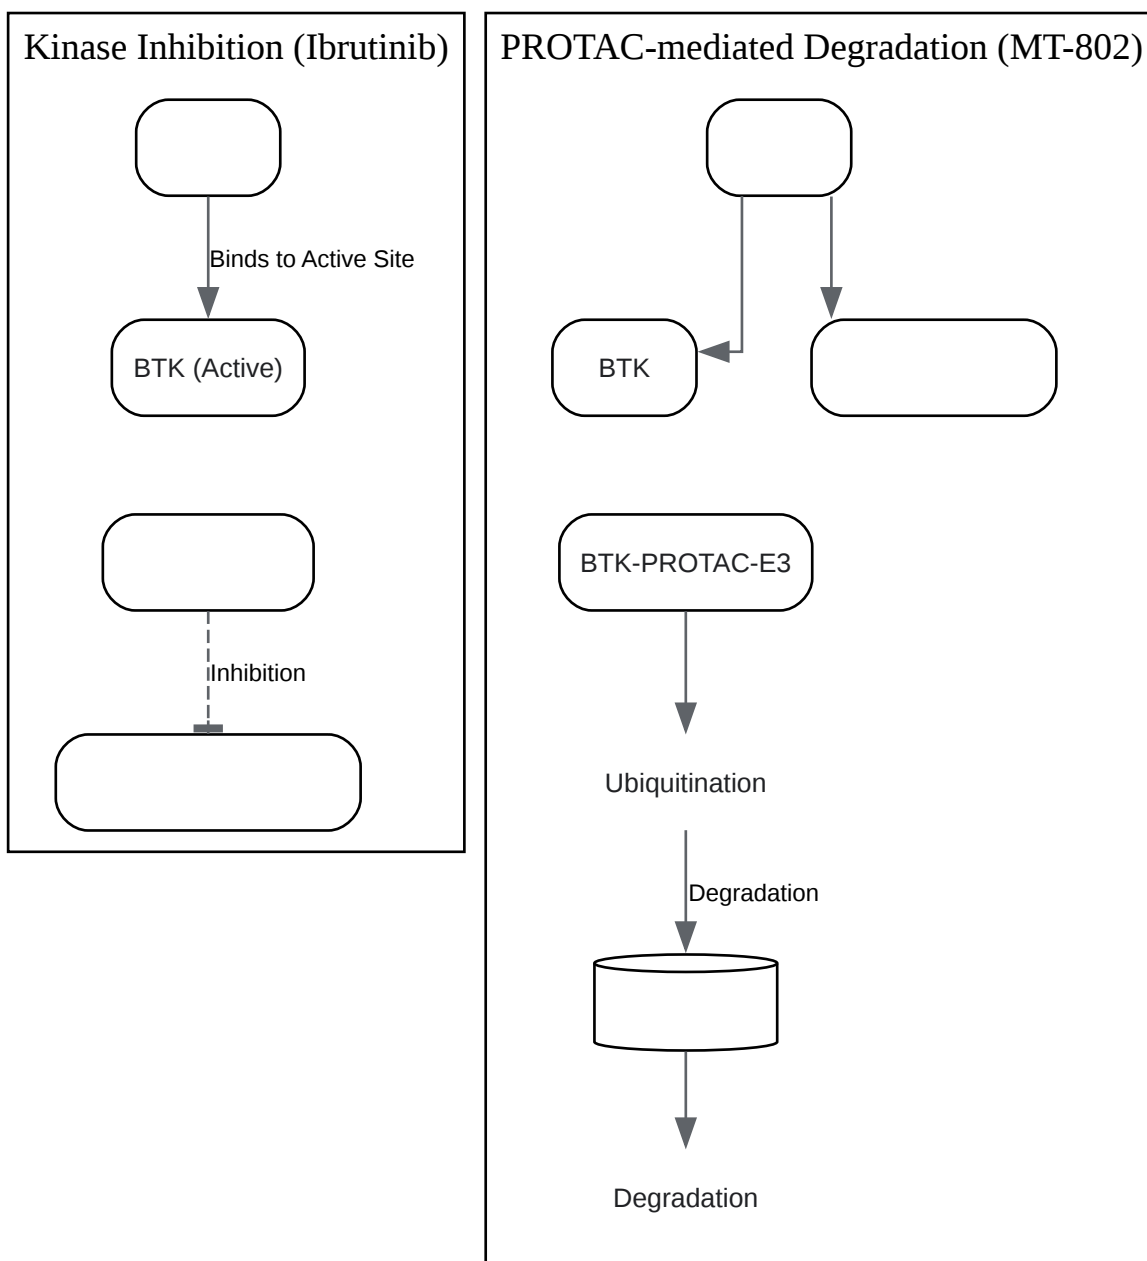 Kinase Inhibition (Ibrutinib)
Binds to Active Site
BTK (Active)
Inhibition
PROTAC-mediated Degradation (MT-802)
BTK
BTK-PROTAC-E3
Ubiquitination
Degradation
Degradation